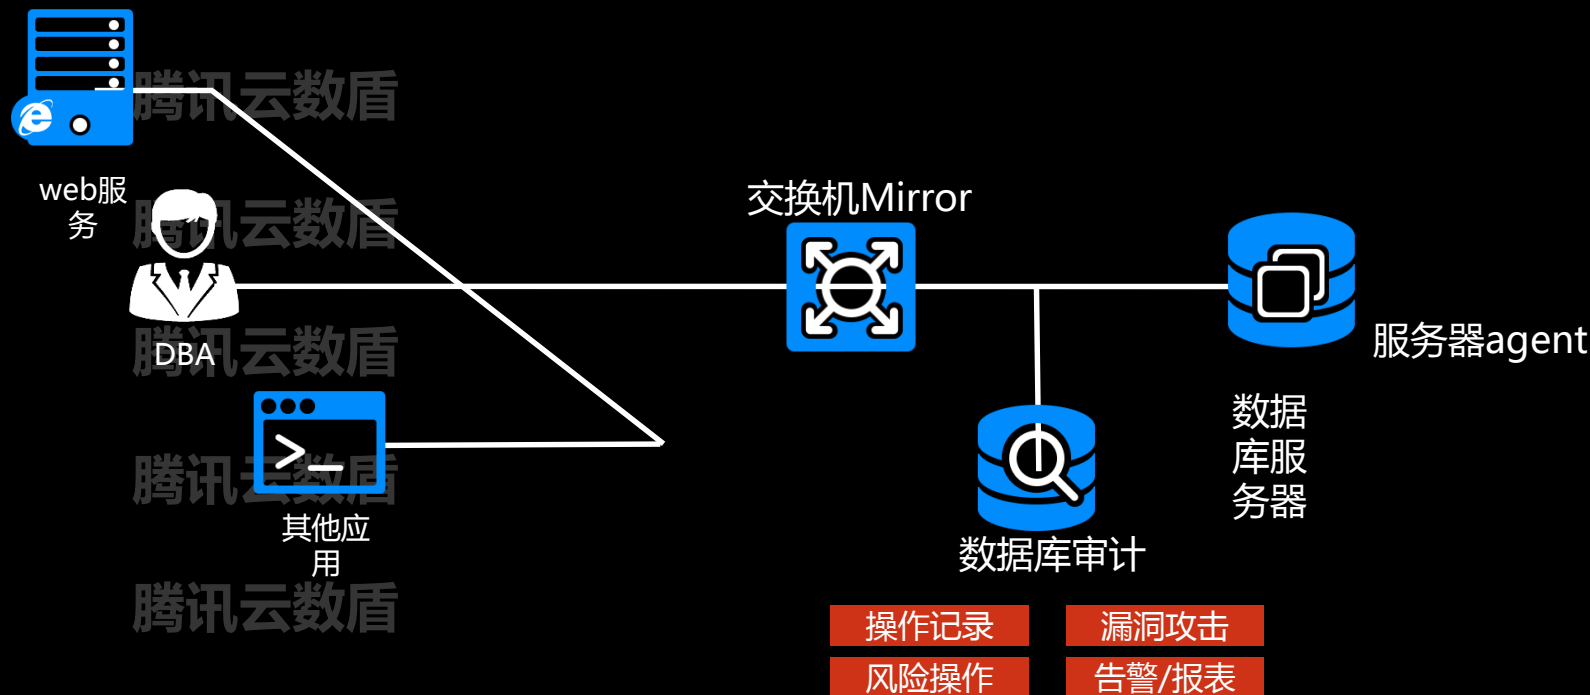 腾讯云数盾
web服
务
交换机Mirror
腾讯云数盾
DBA
腾讯云数盾
服务器agent
数据
库服
务器
腾讯云数盾
其他应
用
数据库审计
腾讯云数盾
操作记录
漏洞攻击
风险操作
告警/报表